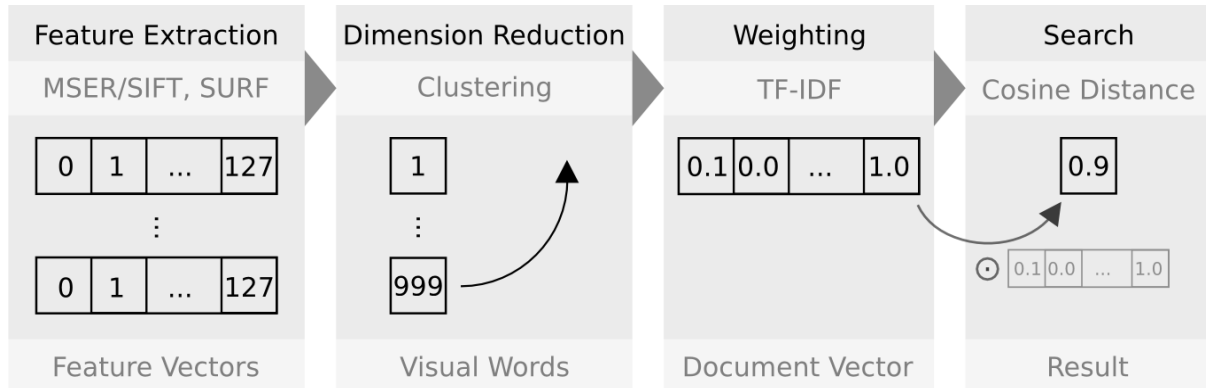 Feature Extraction
MSER/SIFT, SURF
0 1 ... 127
⋮
0 1 ... 127
Feature Vectors
Dimension Reduction
Clustering
1
⋮
999
Visual Words
Weighting
TF-IDF
0.1 0.0 ... 1.0
Document Vector
Search
Cosine Distance
0.9
⊙ 0.1 0.0 ... 1.0
Result